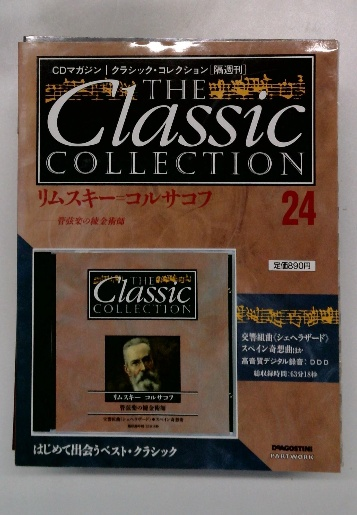 CDマガジン｜クラシック・コレクション［隔週刊］
THE
Classic
COLLECTION
リムスキー＝コルサコフ
24
管弦楽の錬金術師
定価890円
THE
Classic
COLLECTION
リムスキー コルサコフ
管弦楽の錬金術師
交響組曲〈シェヘラザード〉
スペイン奇想曲ほか
高音質デジタル録音：DDD
総収録時間：63分18秒
はじめて出会うベスト・クラシック
DeAGOSTINI
PARTWORK